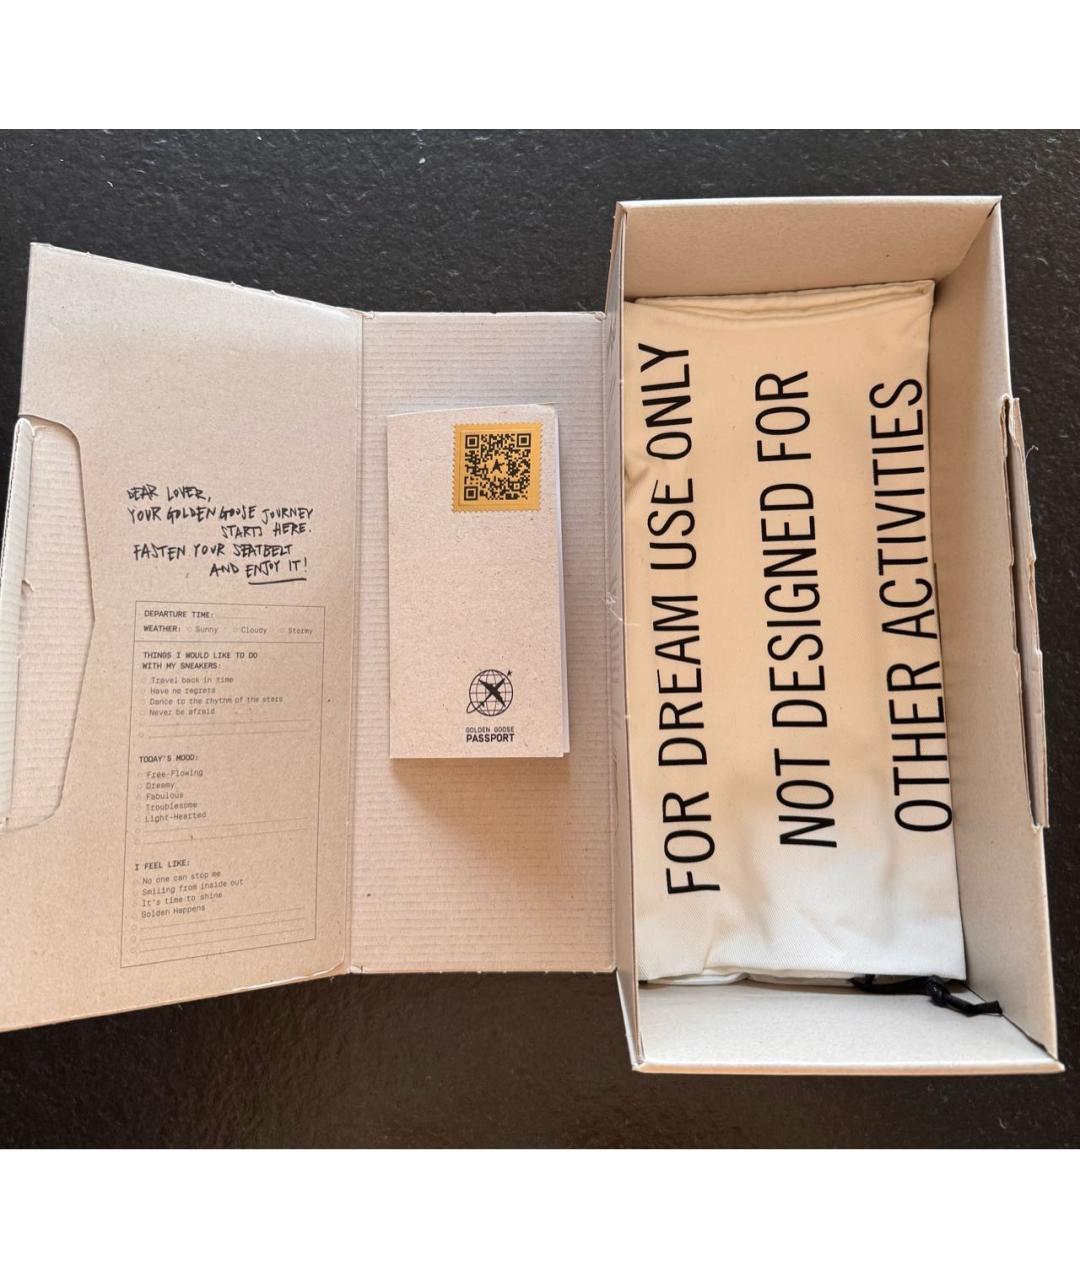 DEAR LOVER,
YOUR GOLDEN GOOSE JOURNEY
STARTS HERE.
FASTEN YOUR SEATBELT
AND ENJOY IT!
DEPARTURE TIME:
WEATHER: Sunny Cloudy Stormy
THINGS I WOULD LIKE TO DO
WITH MY SNEAKERS:
Travel back in time
Have no regrets
Dance to the rhythm of the stars
Never be afraid
TODAY'S MOOD:
Free-Flowing
Dreamy
Fabulous
Troublesome
Light-Hearted
I FEEL LIKE:
No one can stop me
Smiling from inside out
It's time to shine
Golden Happens
GOLDEN GOOSE
PASSPORT
FOR DREAM USE ONLY
NOT DESIGNED FOR
OTHER ACTIVITIES